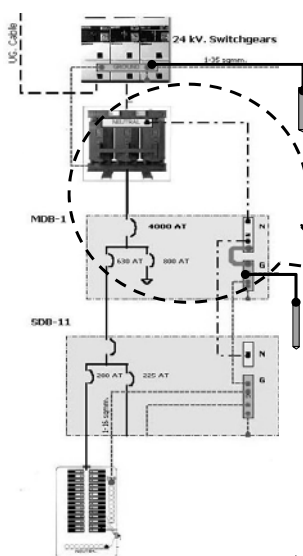 UG. Cable
24 kV. Switchgears
GROUND
1-35 sqmm.
NEUTRAL
MDB-1
4000 AT
N
630 AT
800 AT
G
SDB-11
N
200 AT
225 AT
G
1-16 sqmm.
NEUTRAL